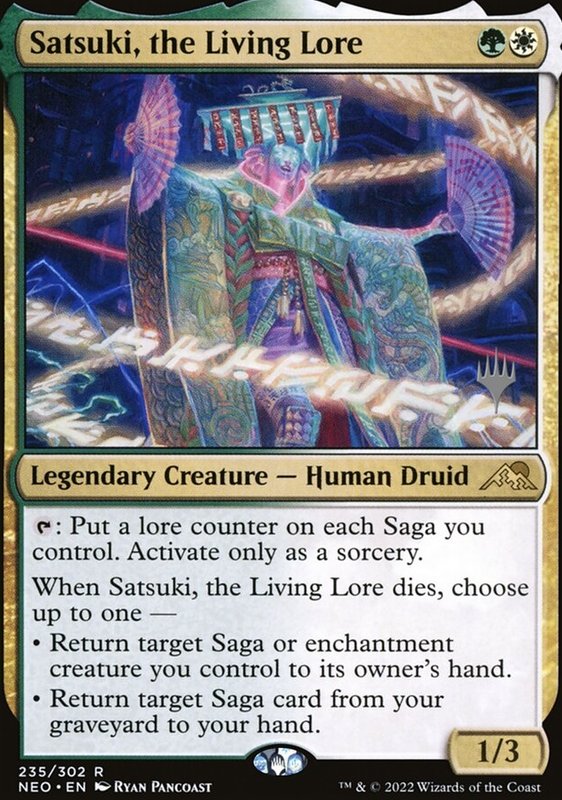 Satsuki, the Living Lore
Legendary Creature — Human Druid
: Put a lore counter on each Saga you
control. Activate only as a sorcery.
When Satsuki, the Living Lore dies, choose
up to one —
• Return target Saga or enchantment
creature you control to its owner's hand.
• Return target Saga card from your
graveyard to your hand.
1/3
235/302 R
NEO • EN Ryan Pancoast
™ & © 2022 Wizards of the Coast